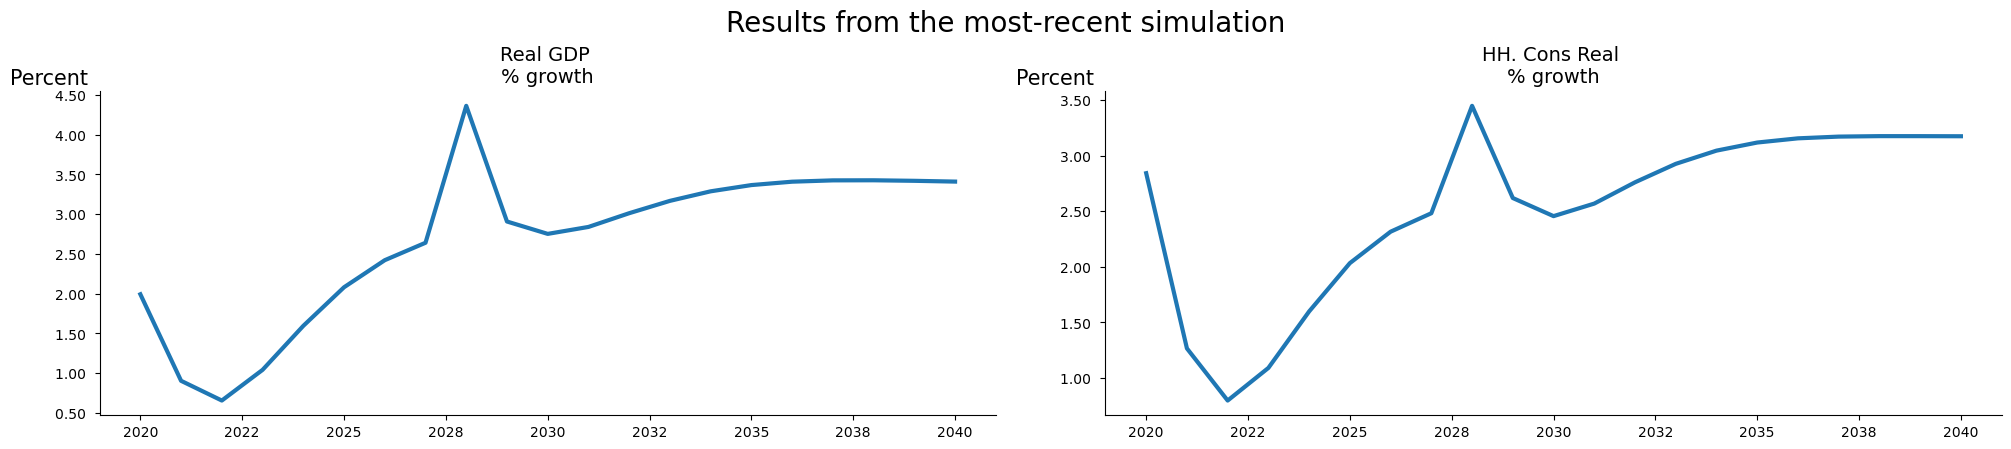 Results from the most-recent simulation
Real GDP
% growth
Percent
4.50
4.00
3.50
3.00
2.50
2.00
1.50
1.00
0.50
2020 2022 2025 2028 2030 2032 2035 2038 2040
HH. Cons Real
% growth
Percent
3.50
3.00
2.50
2.00
1.50
1.00
2020 2022 2025 2028 2030 2032 2035 2038 2040